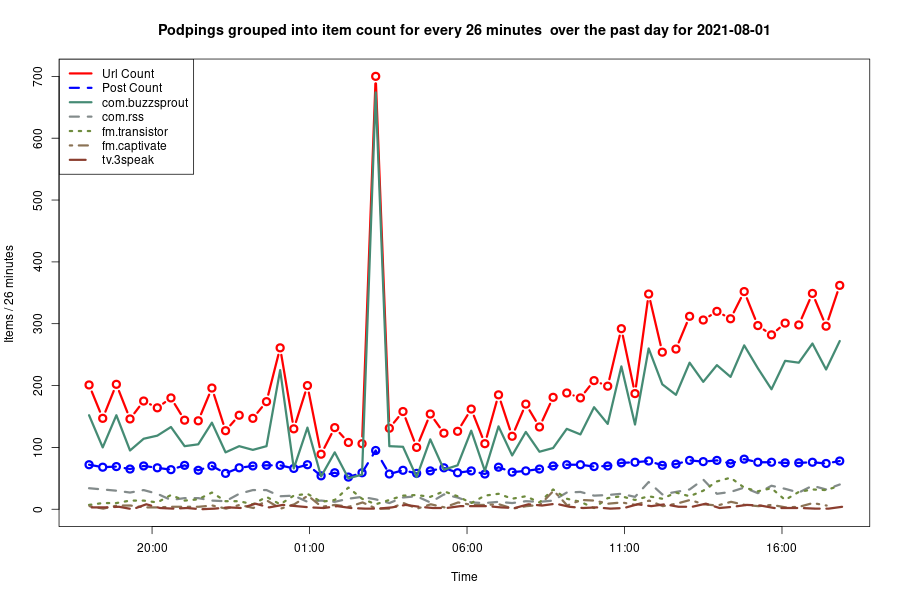 Podpings grouped into item count for every 26 minutes  over the past day for 2021-08-01
Url Count
Post Count
com.buzzsprout
com.rss
fm.transistor
fm.captivate
tv.3speak
700
600
500
400
300
200
100
0
Items / 26 minutes
20:00 01:00 06:00 11:00 16:00
Time